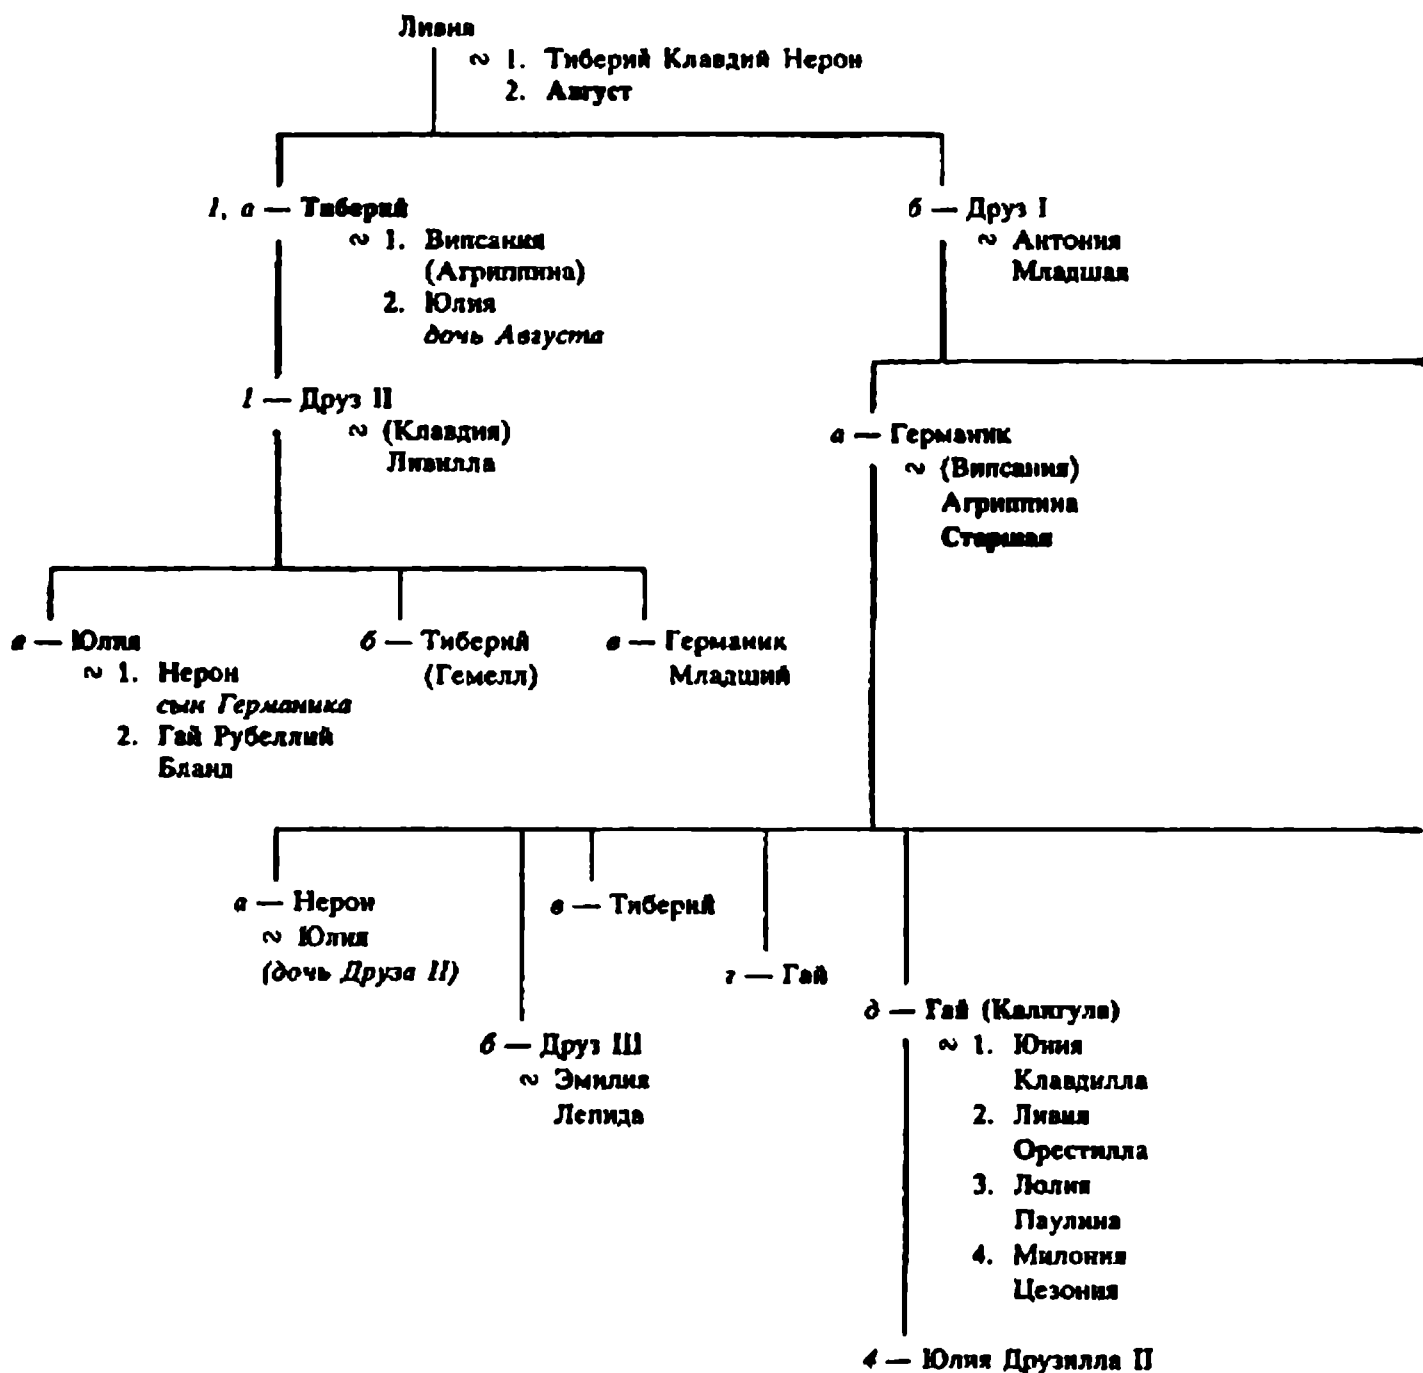 Ливия
∾ 1. Тиберий Клавдий Нерон
2. Август
1, а — Тиберий
∾ 1. Випсания
(Агриппина)
2. Юлия
дочь Августа
б — Друз I
∾ Антония
Младшая
1 — Друз II
∾ (Клавдия)
Ливилла
а — Германик
∾ (Випсания)
Агриппина
Старшая
а — Юлия
∾ 1. Нерон
сын Германика
2. Гай Рубеллий
Бланд
б — Тиберий
(Гемелл)
в — Германик
Младший
а — Нерон
∾ Юлия
(дочь Друза II)
б — Друз III
∾ Эмилия
Лепида
в — Тиберий
г — Гай
д — Гай (Калигула)
∾ 1. Юния
Клавдилла
2. Ливия
Орестилла
3. Лолия
Паулина
4. Милония
Цезония
4 — Юлия Друзилла II